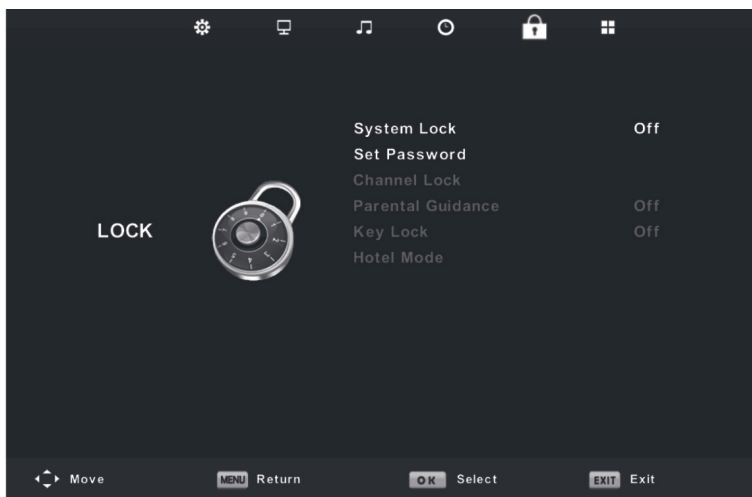 System Lock Off
Set Password
Channel Lock
Parental Guidance Off
LOCK
Key Lock Off
Hotel Mode
Move
MENU Return
OK Select
EXIT Exit